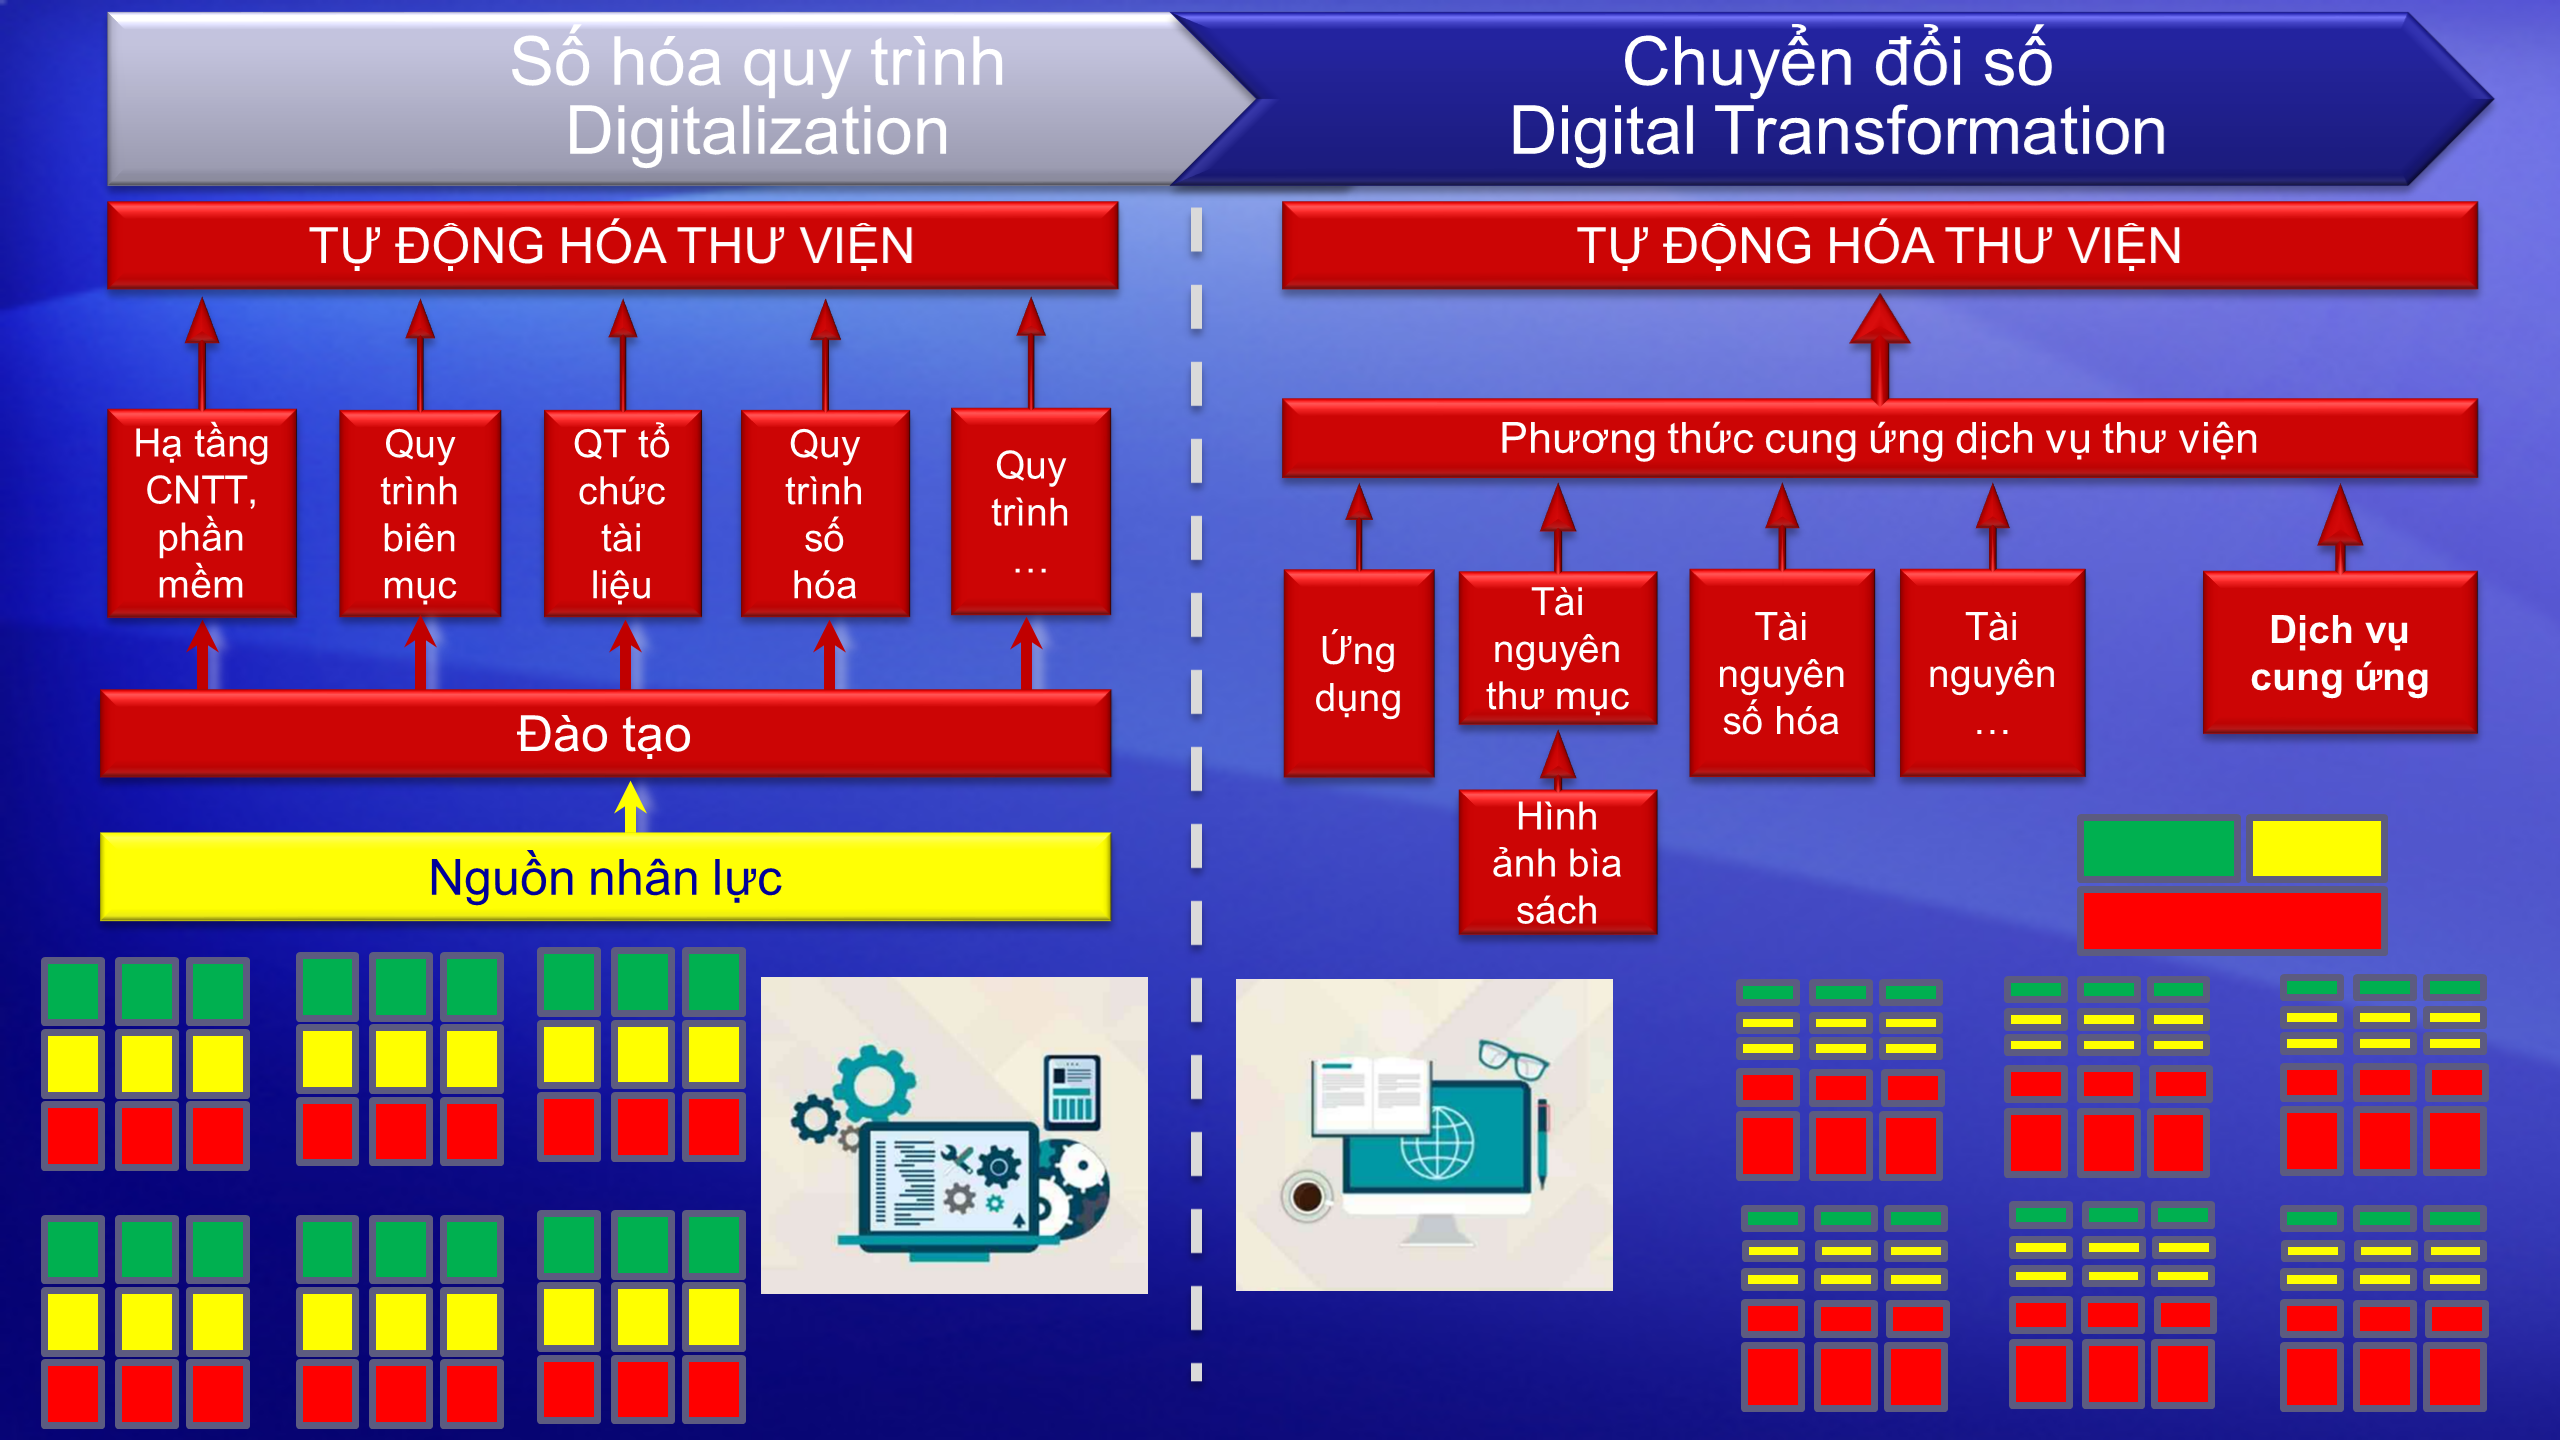 Số hóa quy trình
Digitalization
Chuyển đổi số
Digital Transformation
TỰ ĐỘNG HÓA THƯ VIỆN
Hạ tầng
CNTT,
phần
mềm
Quy
trình
biên
mục
QT tổ
chức
tài
liệu
Quy
trình
số
hóa
Quy
trình
…
Đào tạo
Nguồn nhân lực
TỰ ĐỘNG HÓA THƯ VIỆN
Phương thức cung ứng dịch vụ thư viện
Ứng
dụng
Tài
nguyên
thư mục
Tài
nguyên
số hóa
Tài
nguyên
…
Dịch vụ
cung ứng
Hình
ảnh bìa
sách